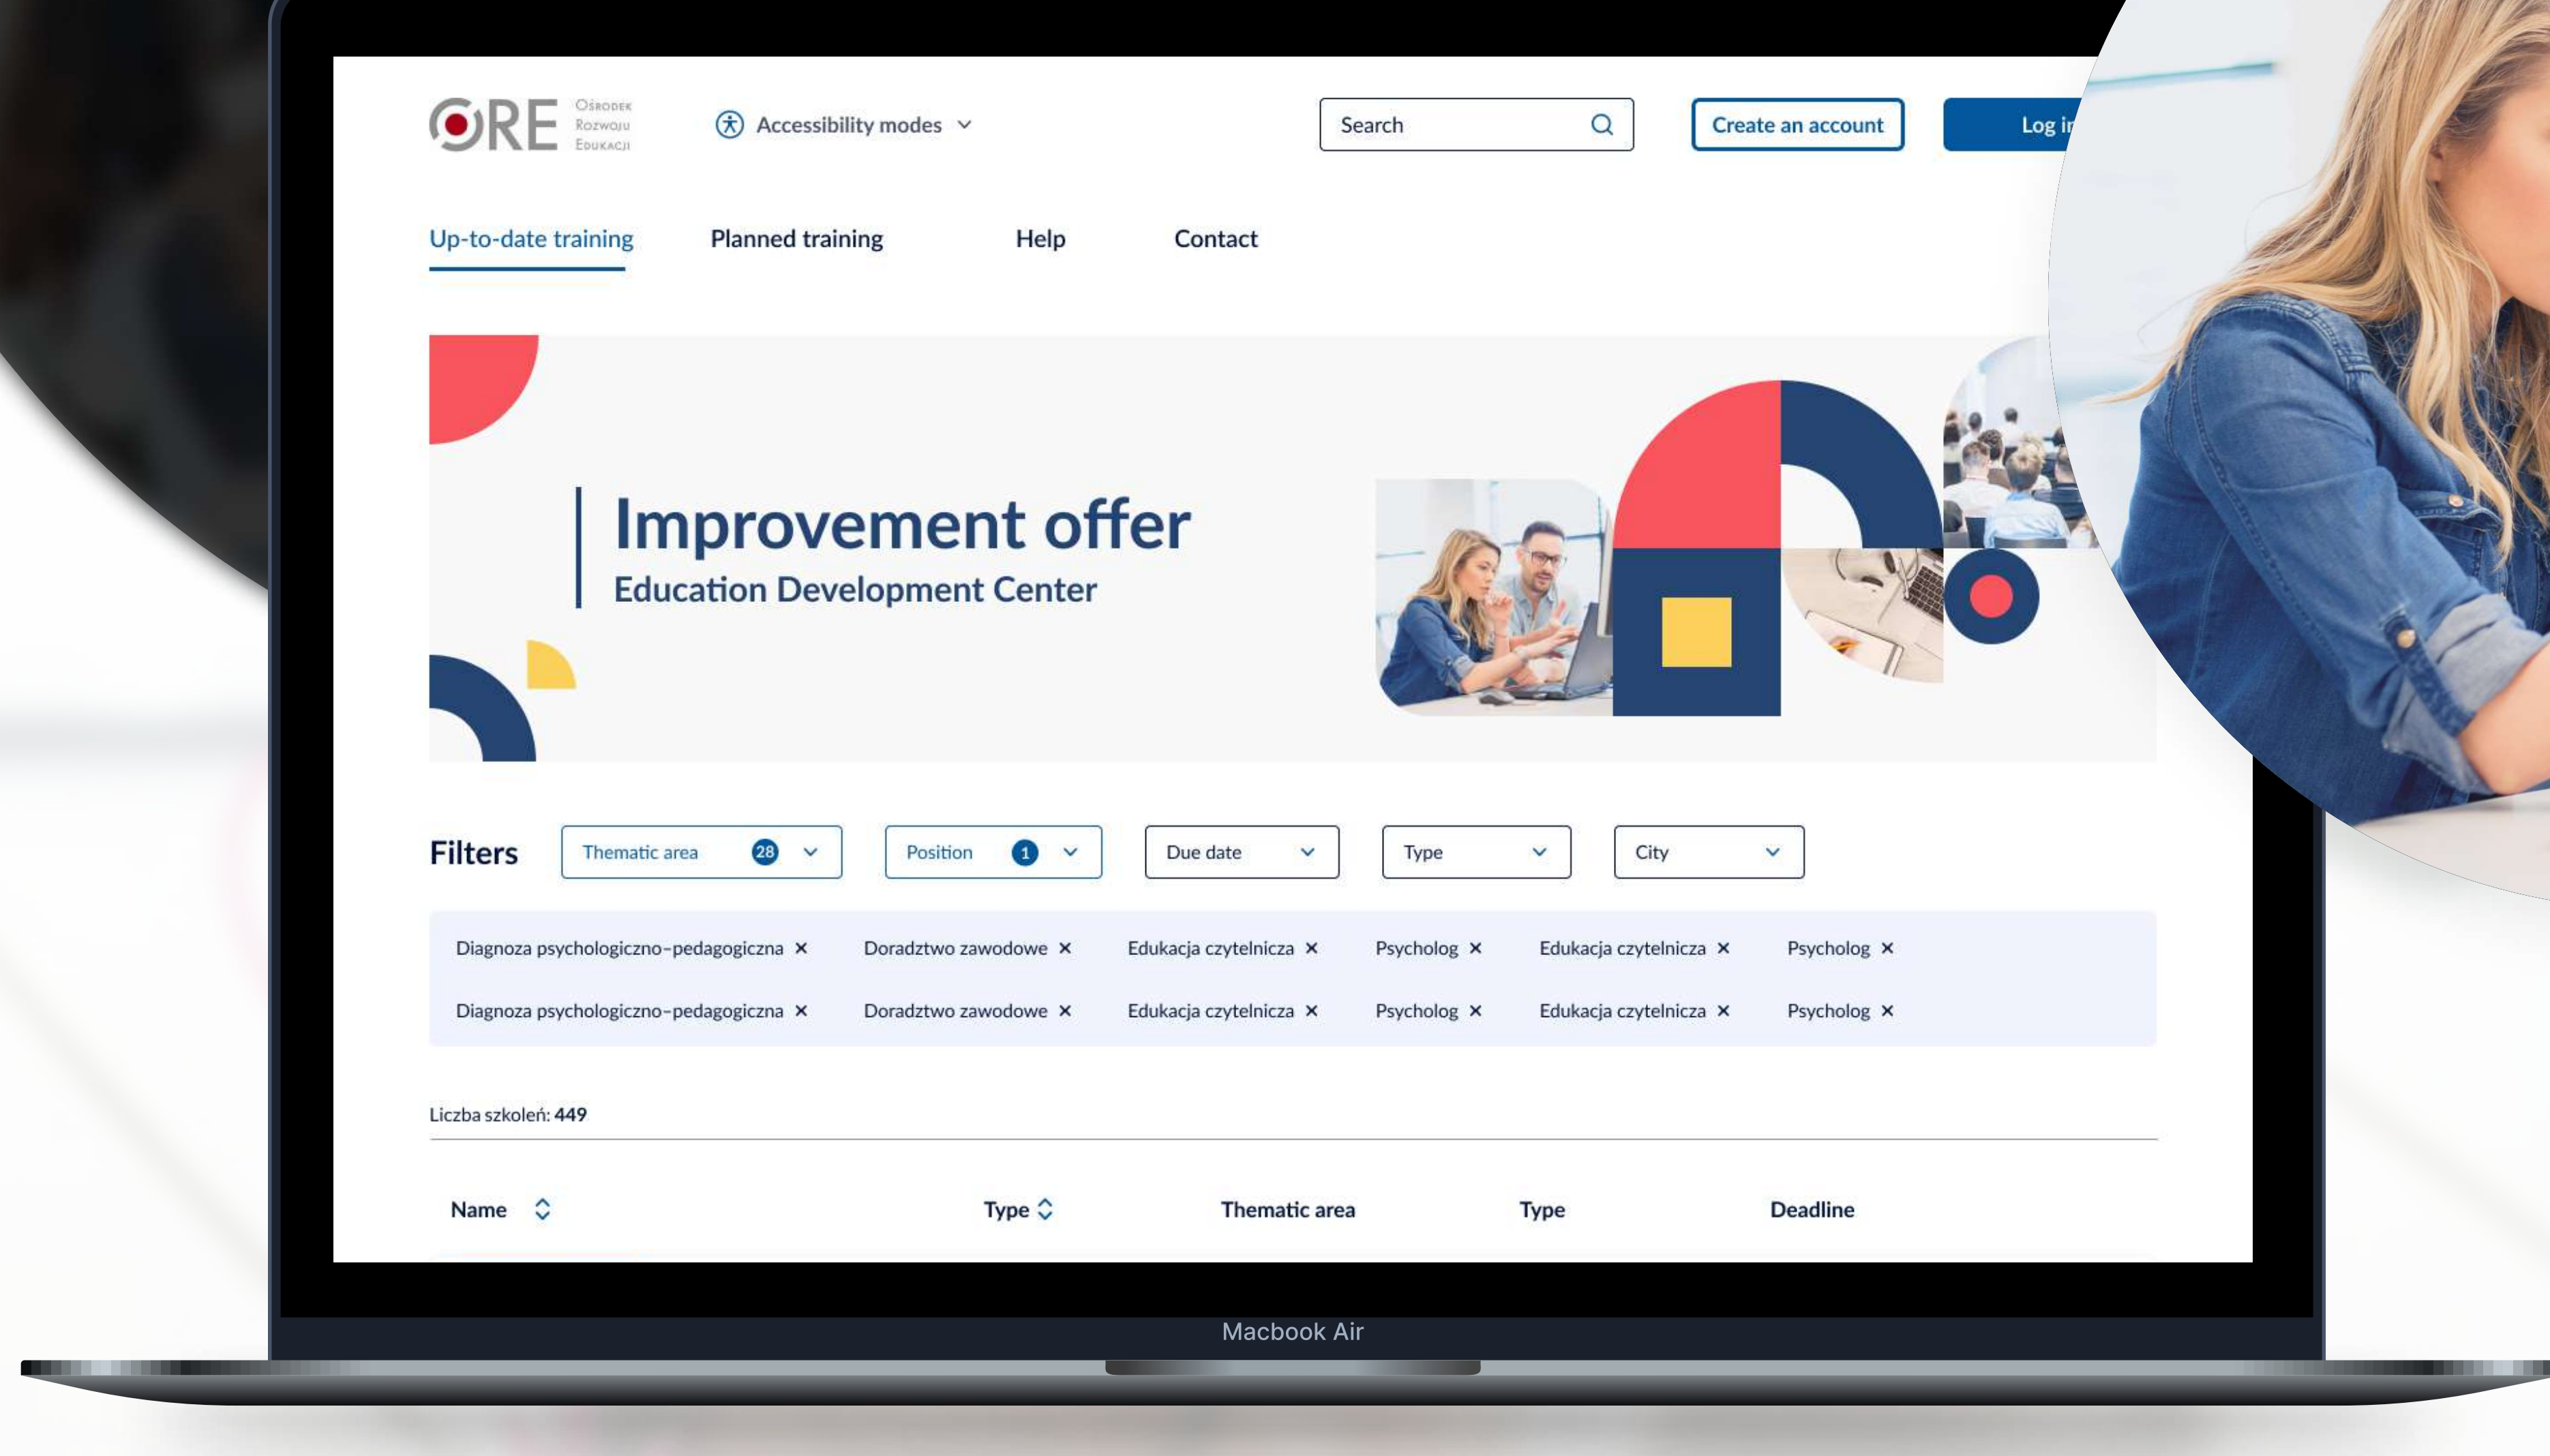 ORE
Ośrodek
Rozwoju
Edukacji
Accessibility modes
Search
Create an account
Log in
Up-to-date training
Planned training
Help
Contact
Improvement offer
Education Development Center
Filters
Thematic area 28
Position 1
Due date
Type
City
Diagnoza psychologiczno–pedagogiczna × Doradztwo zawodowe × Edukacja czytelnicza × Psycholog × Edukacja czytelnicza × Psycholog ×
Diagnoza psychologiczno–pedagogiczna × Doradztwo zawodowe × Edukacja czytelnicza × Psycholog × Edukacja czytelnicza × Psycholog ×
Liczba szkoleń: 449
Name Type Thematic area Type Deadline
Macbook Air